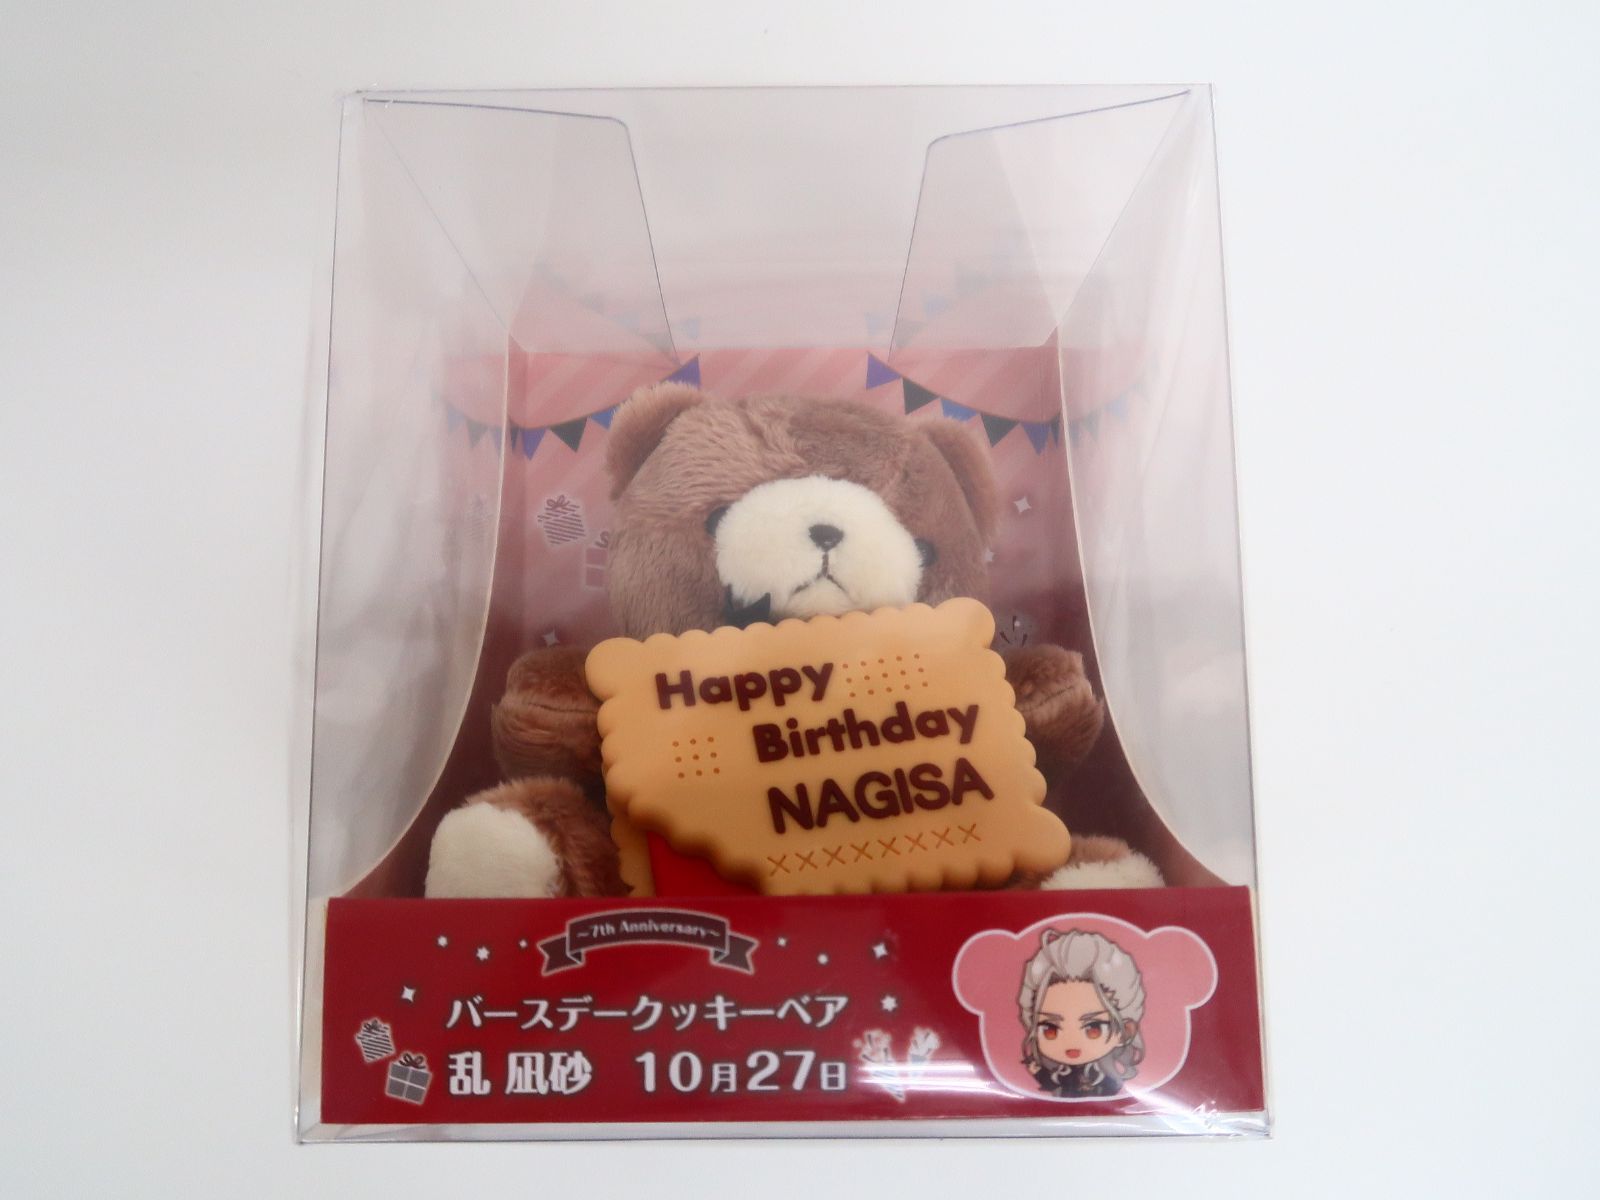 Happy
Birthday
NAGISA
~7th Anniversary~
バースデークッキーベア
乱 凪砂 10月27日